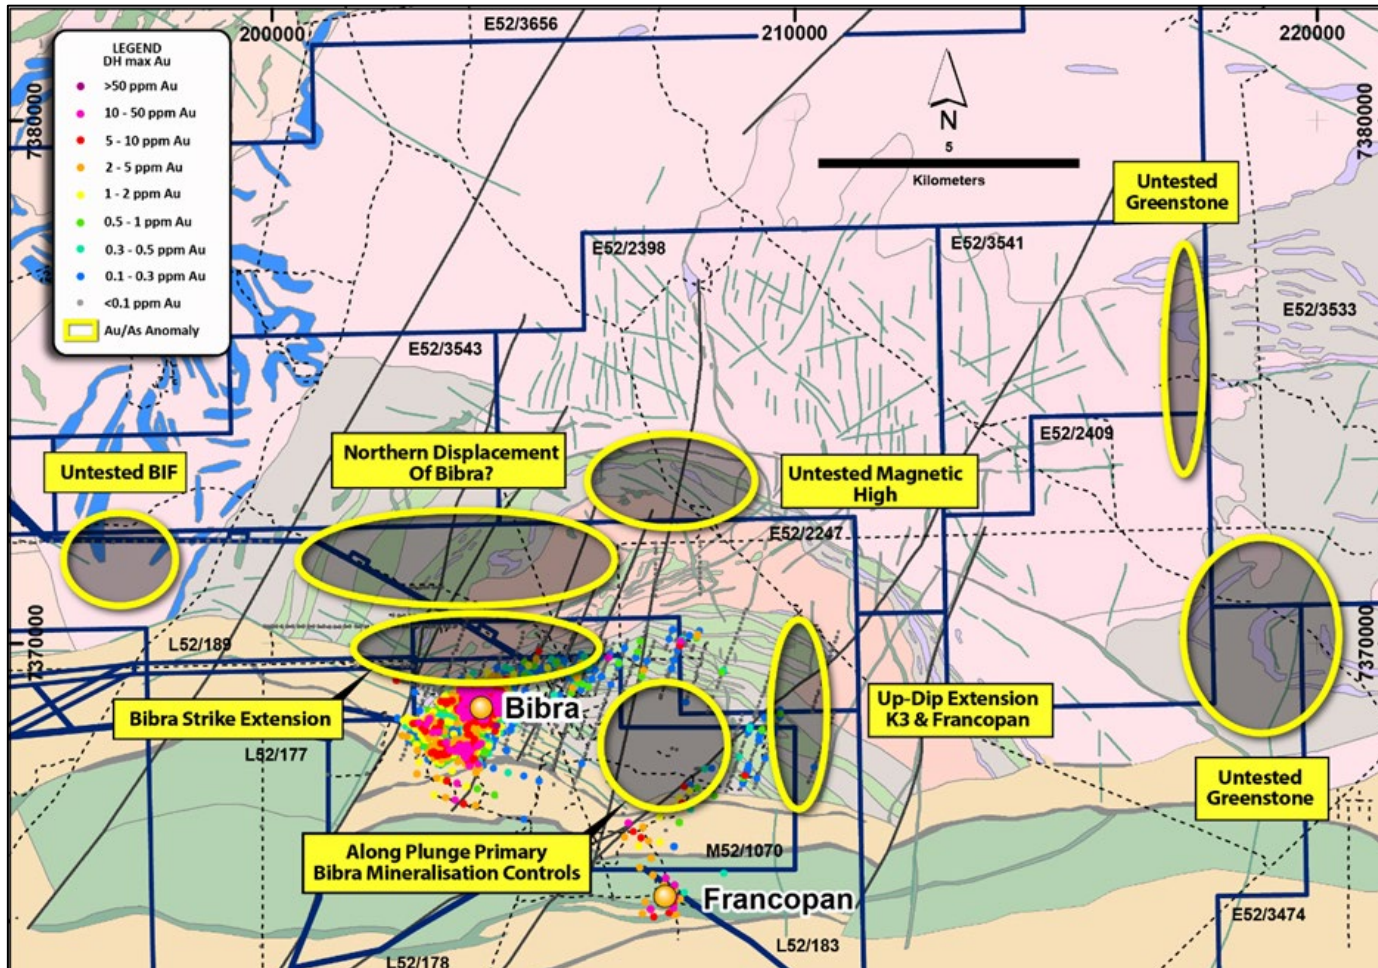 E52/3656
200000
210000
220000
LEGEND
DH max Au
>50 ppm Au
10 - 50 ppm Au
5 - 10 ppm Au
2 - 5 ppm Au
1 - 2 ppm Au
0.5 - 1 ppm Au
0.3 - 0.5 ppm Au
0.1 - 0.3 ppm Au
<0.1 ppm Au
Au/As Anomaly
7380000
7380000
N
5
Kilometers
Untested
Greenstone
E52/2398
E52/3541
E52/3533
E52/3543
E52/2409
Untested BIF
Northern Displacement
Of Bibra?
Untested Magnetic
High
E52/2247
7370000
7370000
L52/189
Bibra Strike Extension
Bibra
Up-Dip Extension
K3 & Francopan
L52/177
Untested
Greenstone
Along Plunge Primary
Bibra Mineralisation Controls
M52/1070
Francopan
E52/3474
L52/183
L52/178